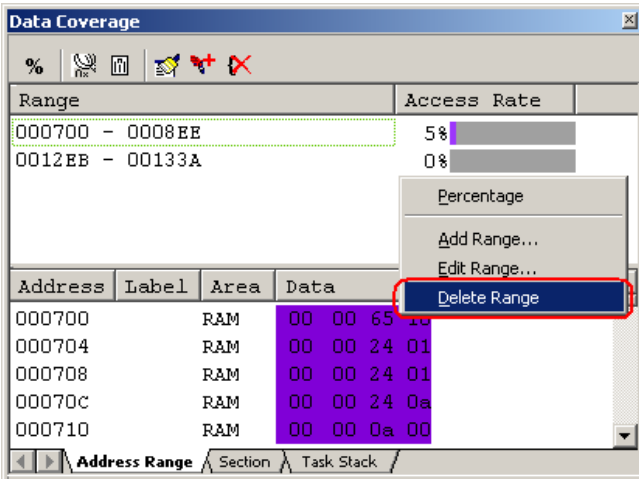 Data Coverage
%
Range Access Rate
000700 - 0008EE 5%
0012EB - 00133A 0%
Percentage
Add Range...
Edit Range...
Delete Range
Address Label Area Data
000700 RAM 00 00 65
000704 RAM 00 00 24 01
000708 RAM 00 00 24 01
00070C RAM 00 00 24 0a
000710 RAM 00 00 0a 00
Address Range Section Task Stack